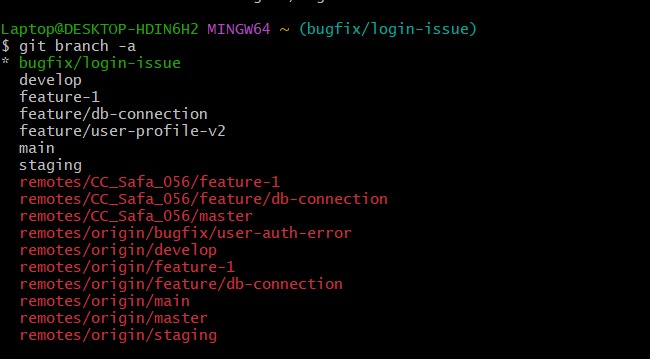 Laptop@DESKTOP-HDIN6H2 MINGW64 ~ (bugfix/login-issue)
$ git branch -a
* bugfix/login-issue
develop
feature-1
feature/db-connection
feature/user-profile-v2
main
staging
remotes/CC_Safa_056/feature-1
remotes/CC_Safa_056/feature/db-connection
remotes/CC_Safa_056/master
remotes/origin/bugfix/user-auth-error
remotes/origin/develop
remotes/origin/feature-1
remotes/origin/feature/db-connection
remotes/origin/main
remotes/origin/master
remotes/origin/staging